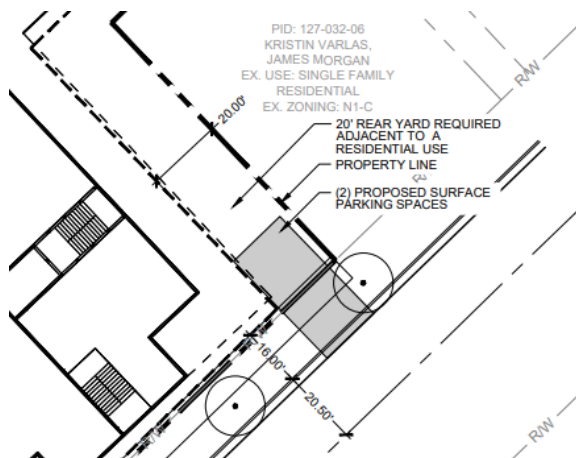 PID: 127-032-06
KRISTIN VARLAS,
JAMES MORGAN
EX. USE: SINGLE FAMILY
RESIDENTIAL
EX. ZONING: N1-C
R/W
20.00'
20' REAR YARD REQUIRED
ADJACENT TO A
RESIDENTIAL USE
PROPERTY LINE
(2) PROPOSED SURFACE
PARKING SPACES
16.00'
20.50'
R/W
R/W